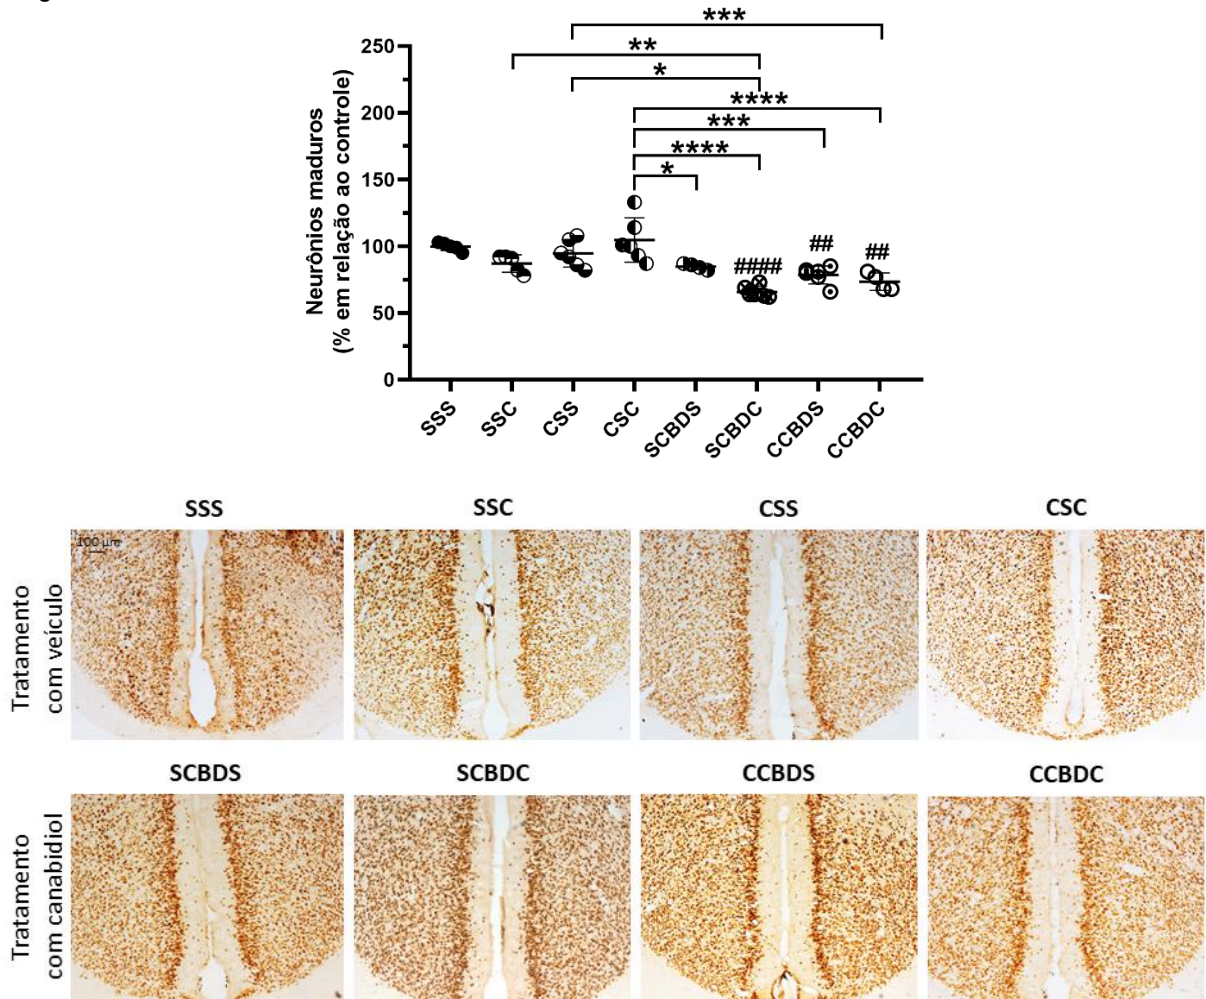 ***
**
*
****
***
****
*
250
200
150
100
50
0
Neurônios maduros
(% em relação ao controle)
####
##
##
SSS
SSC
CSS
CSC
SCBDS
SCBDC
CCBDS
CCBDC
SSS
SSC
CSS
CSC
100 µm
Tratamento
com veículo
SCBDS
SCBDC
CCBDS
CCBDC
Tratamento
com canabidiol